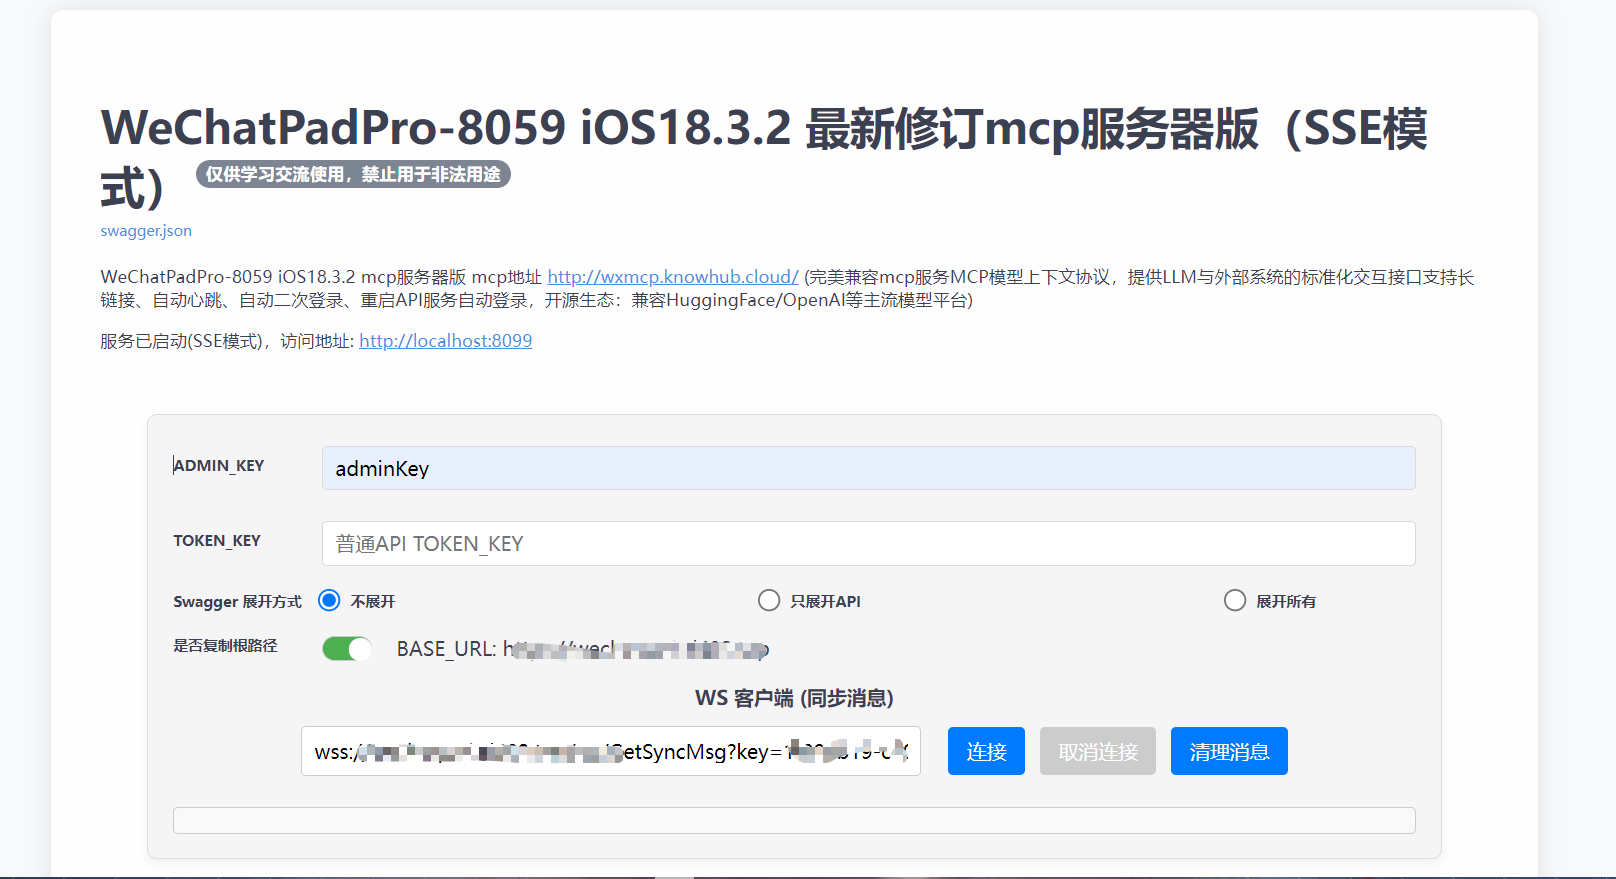 WeChatPadPro-8059 iOS18.3.2 最新修订mcp服务器版（SSE模
式） 仅供学习交流使用，禁止用于非法用途
swagger.json
WeChatPadPro-8059 iOS18.3.2 mcp服务器版 mcp地址 http://wxmcp.knowhub.cloud/ (完美兼容mcp服务MCP模型上下文协议，提供LLM与外部系统的标准化交互接口支持长
链接、自动心跳、自动二次登录、重启API服务自动登录，开源生态：兼容HuggingFace/OpenAI等主流模型平台)
服务已启动(SSE模式)，访问地址: http://localhost:8099
ADMIN_KEY adminKey
TOKEN_KEY 普通API TOKEN_KEY
Swagger 展开方式 不展开 只展开API 展开所有
是否复制根路径 BASE_URL:
WS 客户端 (同步消息)
wss:/ etSyncMsg?key= 连接 取消连接 清理消息